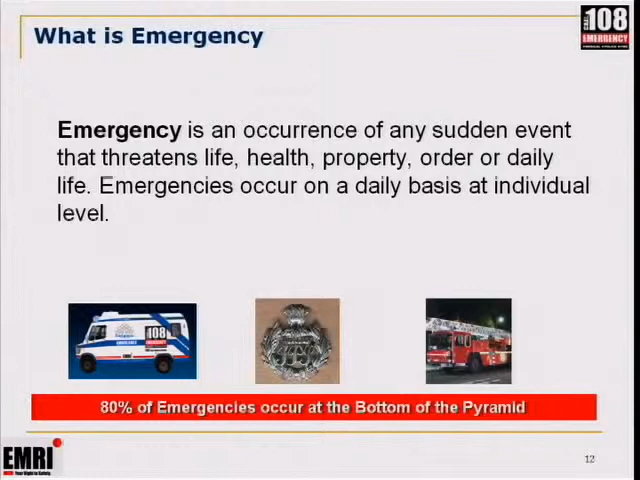 What is Emergency
108
EMERGENCY
Emergency is an occurrence of any sudden event
that threatens life, health, property, order or daily
life. Emergencies occur on a daily basis at individual
level.
108
80% of Emergencies occur at the Bottom of the Pyramid
EMRI
12